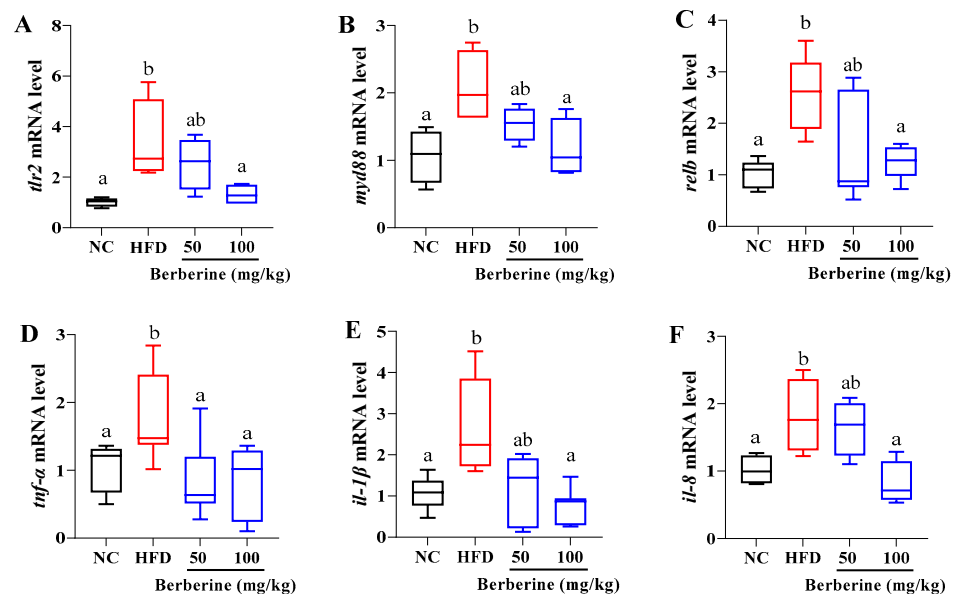 A
tlr2 mRNA level
8
6
4
2
0
a
b
ab
a
NC HFD 50 100
Berberine (mg/kg)
B
myd88 mRNA level
3
2
1
0
a
b
ab
a
NC HFD 50 100
Berberine (mg/kg)
C
relb mRNA level
4
3
2
1
0
a
b
ab
a
NC HFD 50 100
Berberine (mg/kg)
D
tnf-α mRNA level
3
2
1
0
a
b
a
a
NC HFD 50 100
Berberine (mg/kg)
E
il-1β mRNA level
5
4
3
2
1
0
a
b
ab
a
NC HFD 50 100
Berberine (mg/kg)
F
il-8 mRNA level
3
2
1
0
a
b
ab
a
NC HFD 50 100
Berberine (mg/kg)